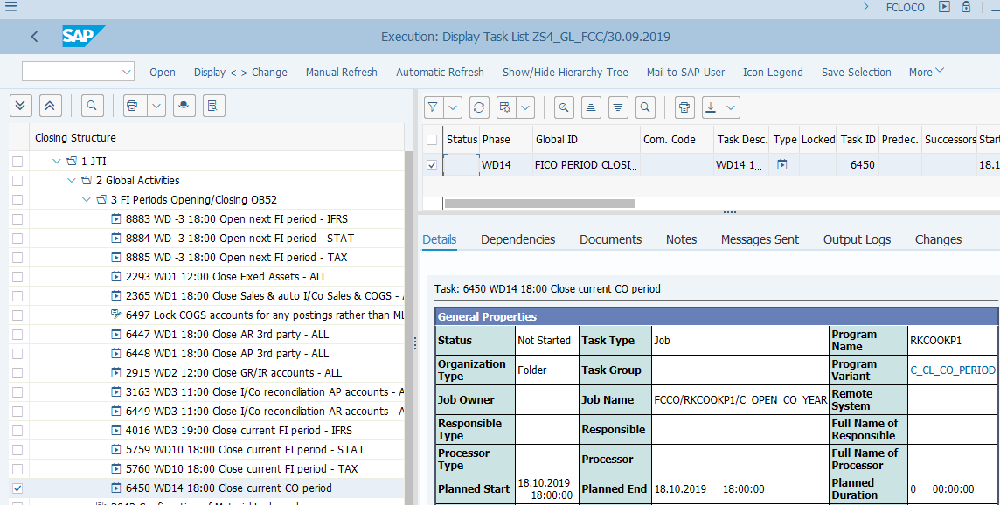 FCLOCO
SAP
Execution: Display Task List ZS4_GL_FCC/30.09.2019
Open Display <-> Change Manual Refresh Automatic Refresh Show/Hide Hierarchy Tree Mail to SAP User Icon Legend Save Selection More
Closing Structure
1 JTI
2 Global Activities
3 FI Periods Opening/Closing OB52
8883 WD -3 18:00 Open next FI period - IFRS
8884 WD -3 18:00 Open next FI period - STAT
8885 WD -3 18:00 Open next FI period - TAX
2293 WD1 12:00 Close Fixed Assets - ALL
2365 WD1 18:00 Close Sales & auto I/Co Sales & COGS - 
6497 Lock COGS accounts for any postings rather than ML
6447 WD1 18:00 Close AR 3rd party - ALL
6448 WD1 18:00 Close AP 3rd party - ALL
2915 WD2 12:00 Close GR/IR accounts - ALL
3163 WD3 11:00 Close I/Co reconciliation AP accounts - A
6449 WD3 11:00 Close I/Co reconciliation AR accounts - A
4016 WD3 19:00 Close current FI period - IFRS
5759 WD10 18:00 Close current FI period - STAT
5760 WD10 18:00 Close current FI period - TAX
6450 WD14 18:00 Close current CO period
Status Phase Global ID Com. Code Task Desc. Type Locked Task ID Predec. Successors Start
WD14 FICO PERIOD CLOSI... WD14 1... 6450 18.1
Details Dependencies Documents Notes Messages Sent Output Logs Changes
Task: 6450 WD14 18:00 Close current CO period
General Properties
Status Not Started Task Type Job Program Name RKCOOKP1
Organization Type Folder Task Group Program Variant C_CL_CO_PERIOD
Job Owner Job Name FCCO/RKCOOKP1/C_OPEN_CO_YEAR Remote System
Responsible Type Responsible Full Name of Responsible
Processor Type Processor Full Name of Processor
Planned Start 18.10.2019 18:00:00 Planned End 18.10.2019 18:00:00 Planned Duration 0 00:00:00